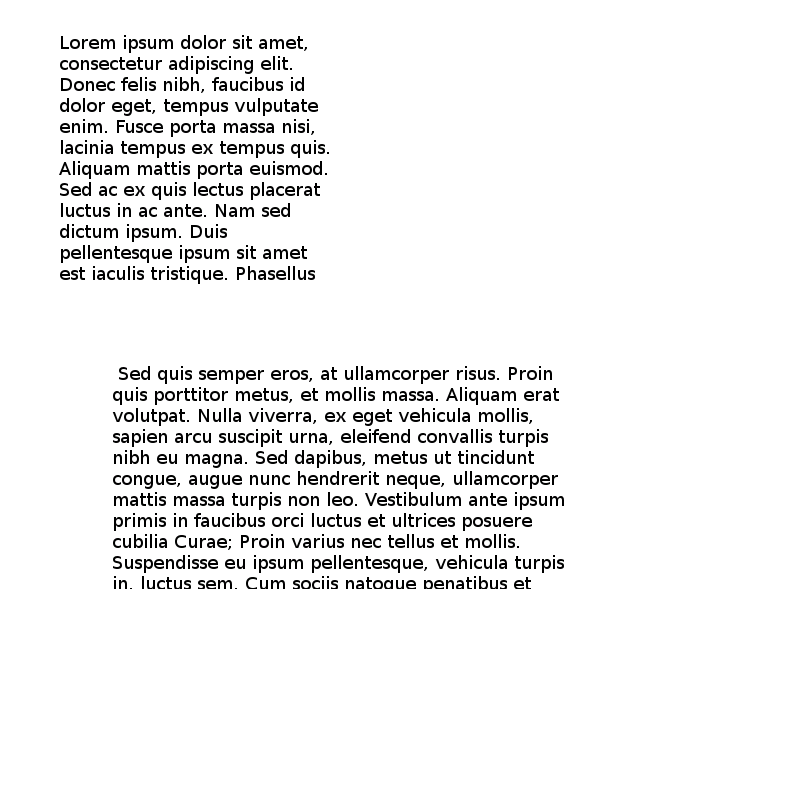 Lorem ipsum dolor sit amet,
consectetur adipiscing elit.
Donec felis nibh, faucibus id
dolor eget, tempus vulputate
enim. Fusce porta massa nisi,
lacinia tempus ex tempus quis.
Aliquam mattis porta euismod.
Sed ac ex quis lectus placerat
luctus in ac ante. Nam sed
dictum ipsum. Duis
pellentesque ipsum sit amet
est iaculis tristique. Phasellus
Sed quis semper eros, at ullamcorper risus. Proin
quis porttitor metus, et mollis massa. Aliquam erat
volutpat. Nulla viverra, ex eget vehicula mollis,
sapien arcu suscipit urna, eleifend convallis turpis
nibh eu magna. Sed dapibus, metus ut tincidunt
congue, augue nunc hendrerit neque, ullamcorper
mattis massa turpis non leo. Vestibulum ante ipsum
primis in faucibus orci luctus et ultrices posuere
cubilia Curae; Proin varius nec tellus et mollis.
Suspendisse eu ipsum pellentesque, vehicula turpis
in, luctus sem. Cum sociis natoque penatibus et